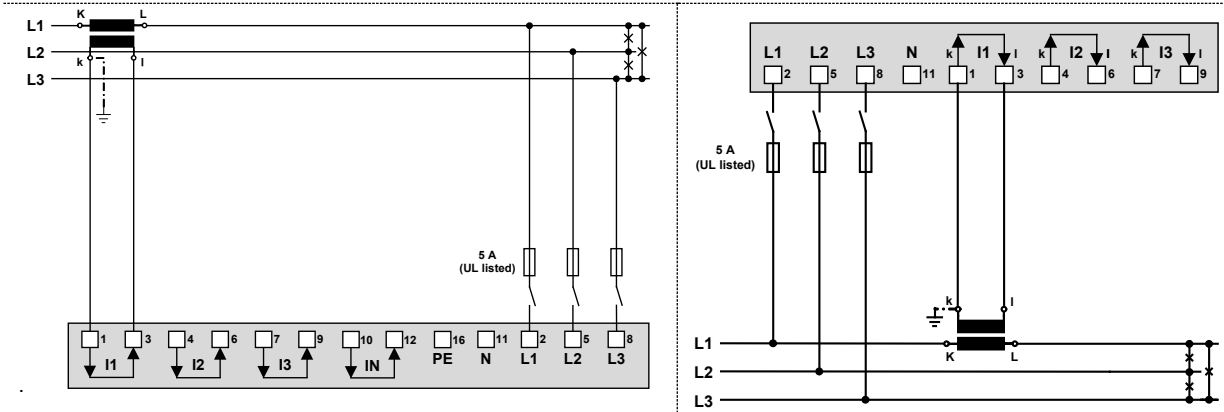 K L
L1
L2
k l
L3
5 A
(UL listed)
1 3 4 6 7 9 10 12 16 11 2 5 8
I1 I2 I3 IN PE N L1 L2 L3
.
L1 L2 L3 N k I1 l k I2 l k I3 l
2 5 8 11 1 3 4 6 7 9
5 A
(UL listed)
k l
L1
K L
L2
L3